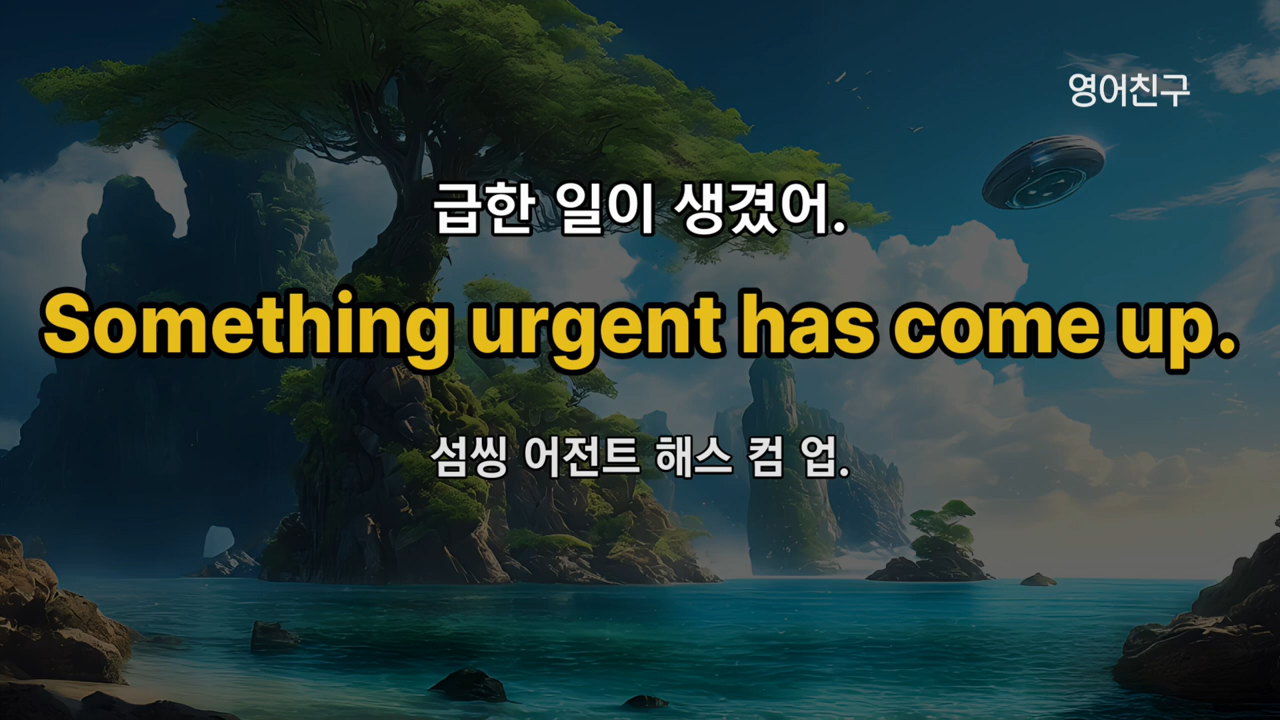 영어친구
급한 일이 생겼어.
Something urgent has come up.
섬씽 어전트 해스 컴 업.